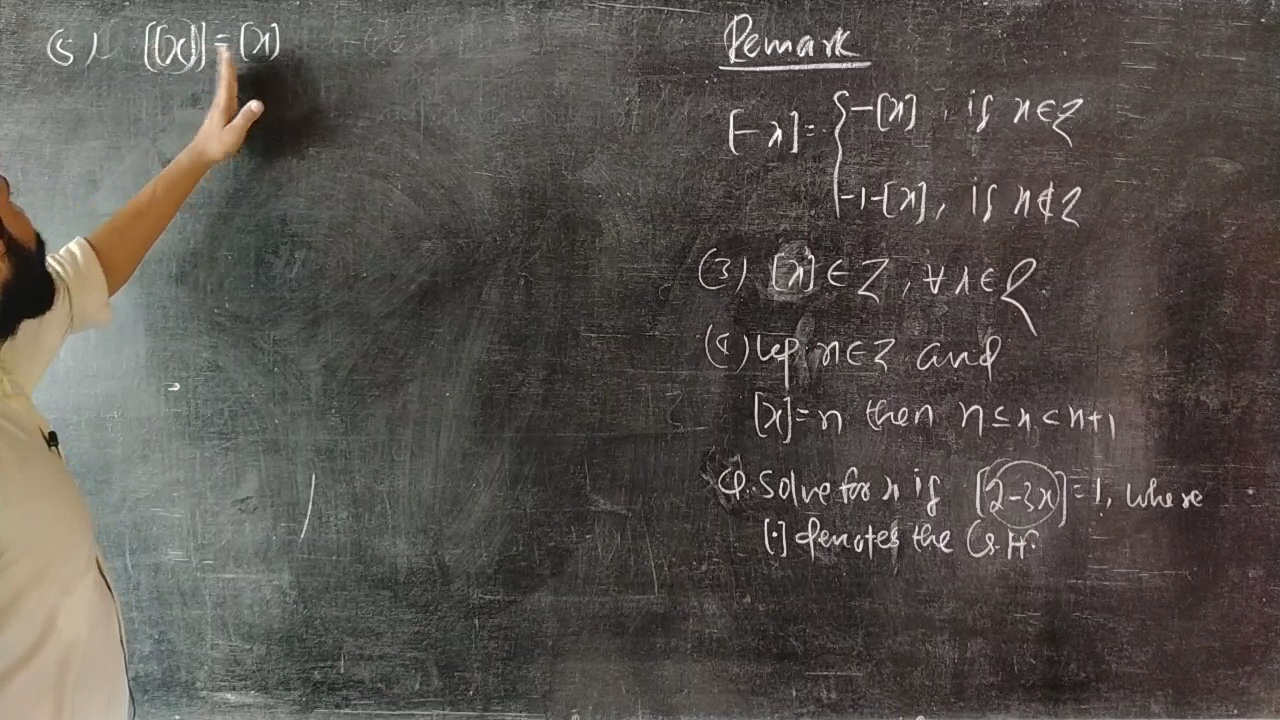 (5) [[x]] = [x]
Remark
[-x] = { -[x], if x∈Z
-1-[x], if x∉Z
(3) [x] ∈ Z, ∀ x∈R
(4) Let n∈Z and
[x]=n then n≤x<n+1
Q. Solve for x if [2-3x]=1, where
[·] denotes the G.I.F.